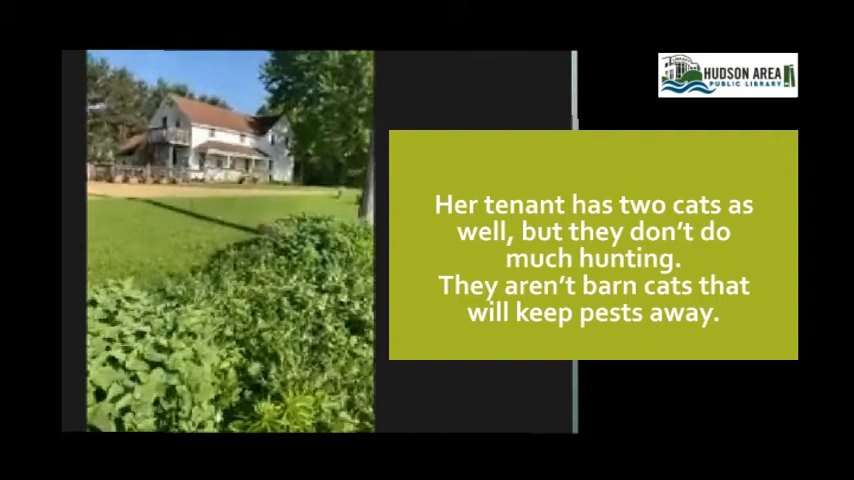 HUDSON AREA
PUBLIC LIBRARY
Her tenant has two cats as
well, but they don't do
much hunting.
They aren't barn cats that
will keep pests away.